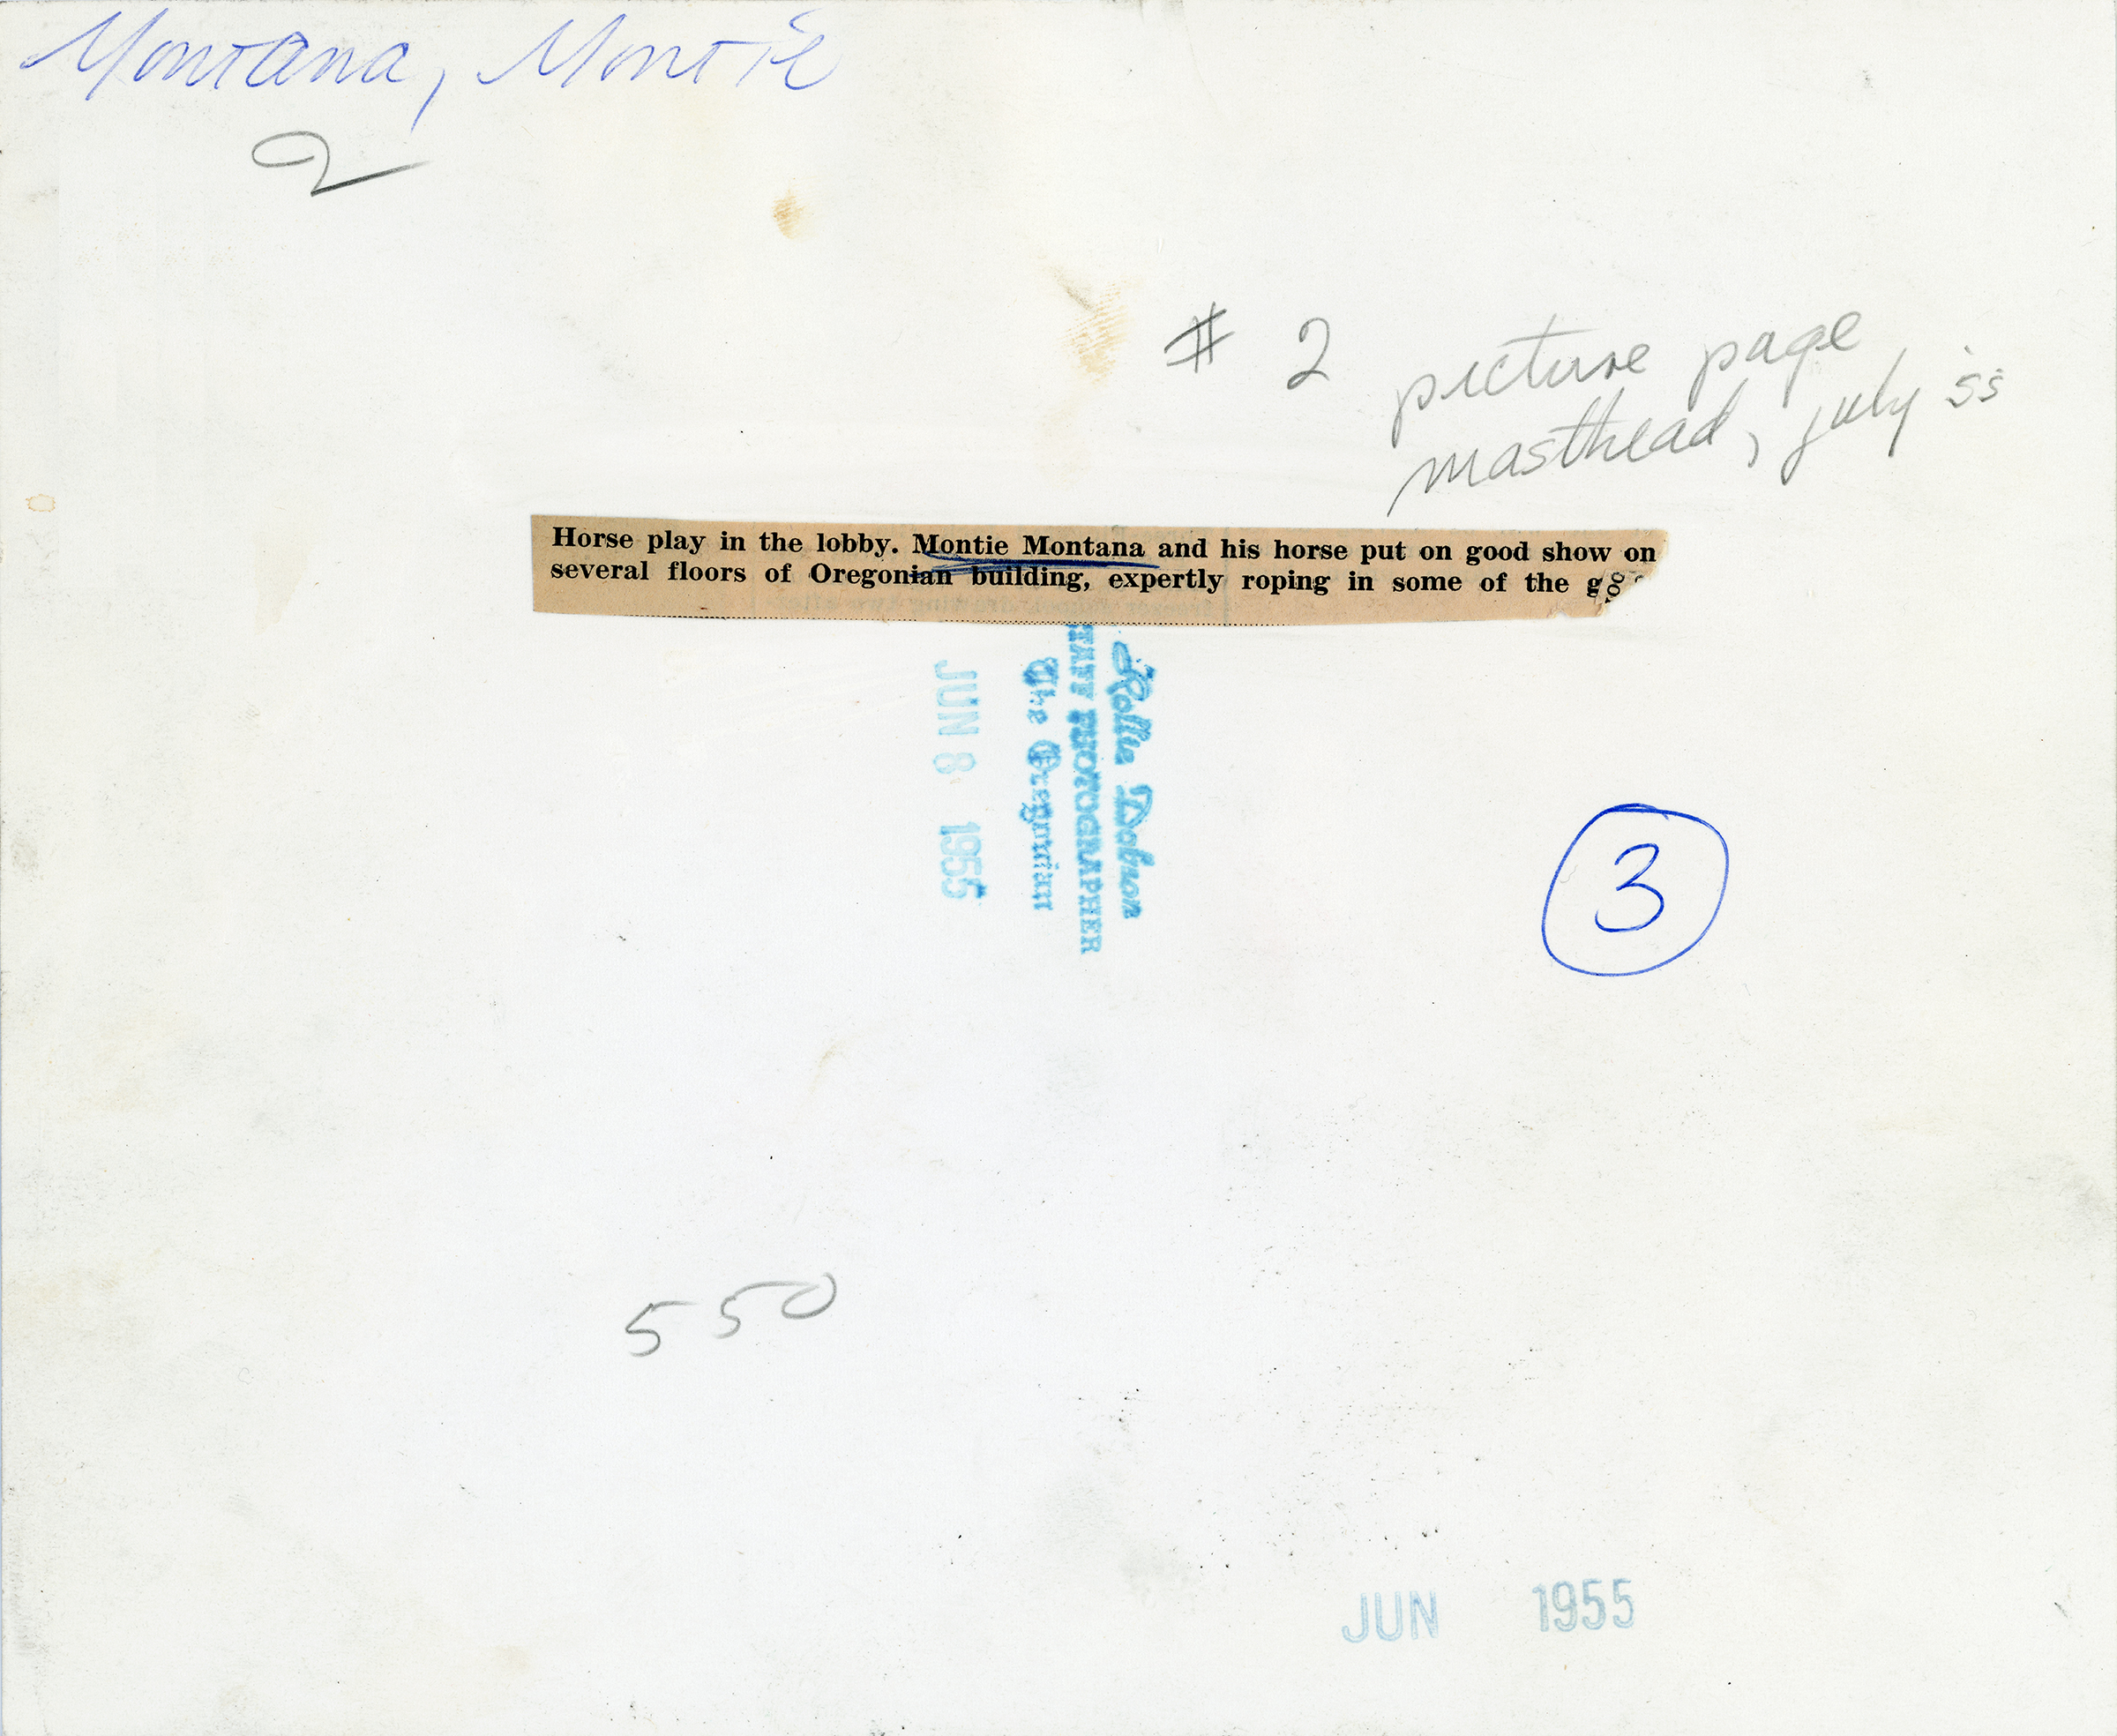 Montana, Montie
2
# 2 picture page
masthead, july '55
Horse play in the lobby. Montie Montana and his horse put on good show on
several floors of Oregonian building, expertly roping in some of the
Rollie Dobson
STAFF PHOTOGRAPHER
The Oregonian
JUN 8 1955
3
550
JUN 1955